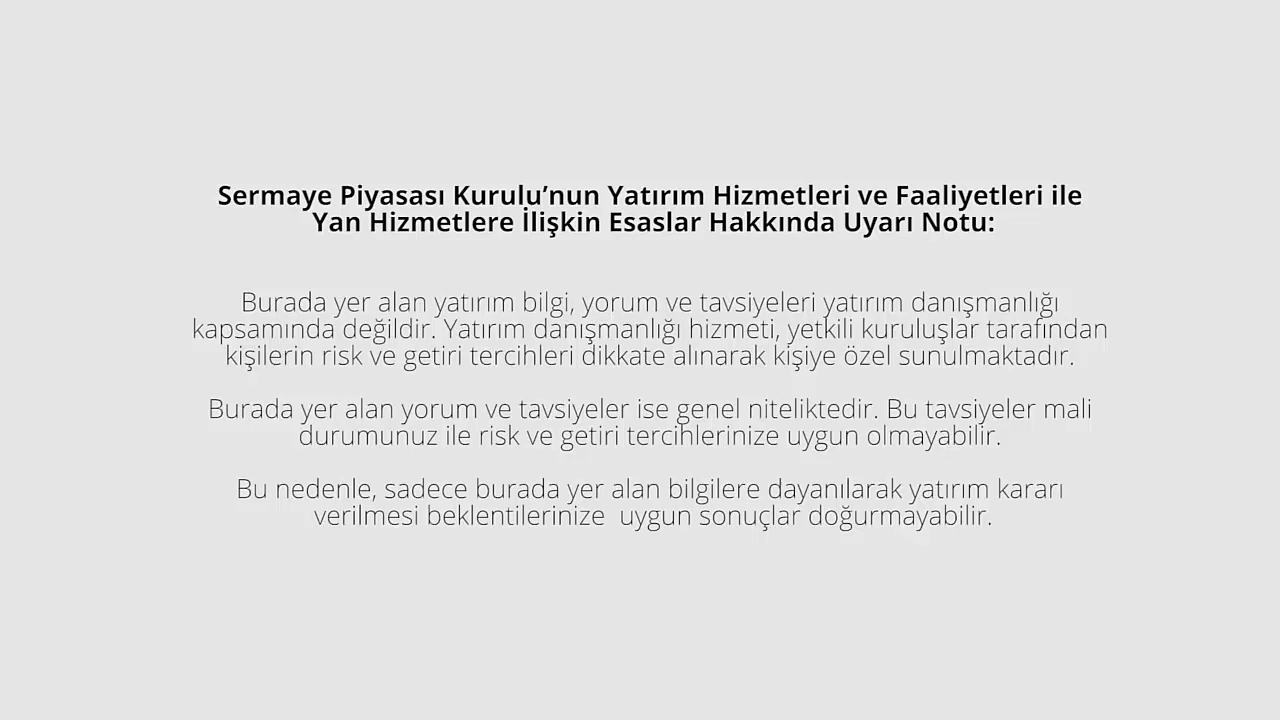 Sermaye Piyasası Kurulu’nun Yatırım Hizmetleri ve Faaliyetleri ile
Yan Hizmetlere İlişkin Esaslar Hakkında Uyarı Notu:
Burada yer alan yatırım bilgi, yorum ve tavsiyeleri yatırım danışmanlığı
kapsamında değildir. Yatırım danışmanlığı hizmeti, yetkili kuruluşlar tarafından
kişilerin risk ve getiri tercihleri dikkate alınarak kişiye özel sunulmaktadır.
Burada yer alan yorum ve tavsiyeler ise genel niteliktedir. Bu tavsiyeler mali
durumunuz ile risk ve getiri tercihlerinize uygun olmayabilir.
Bu nedenle, sadece burada yer alan bilgilere dayanılarak yatırım kararı
verilmesi beklentilerinize uygun sonuçlar doğurmayabilir.